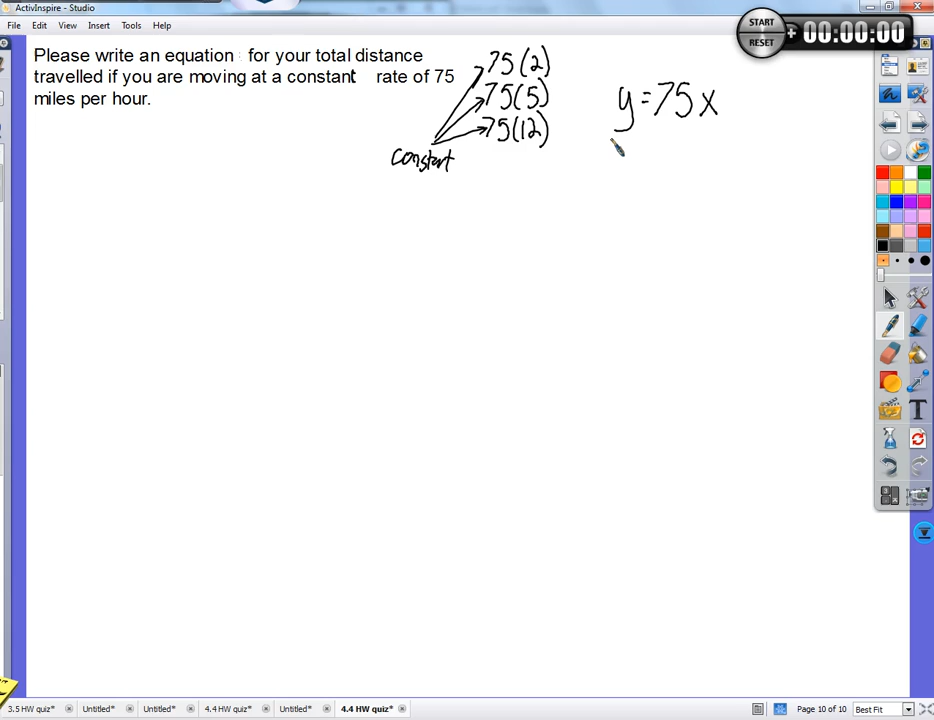 ActivInspire - Studio
File Edit View Insert Tools Help
START
RESET
00:00:00
Please write an equation for your total distance
travelled if you are moving at a constant rate of 75
miles per hour.
75(2)
75(5)
75(12)
constant
y=75x
3.5 HW quiz* Untitled* Untitled* 4.4 HW quiz* Untitled* 4.4 HW quiz* Page 10 of 10 Best Fit